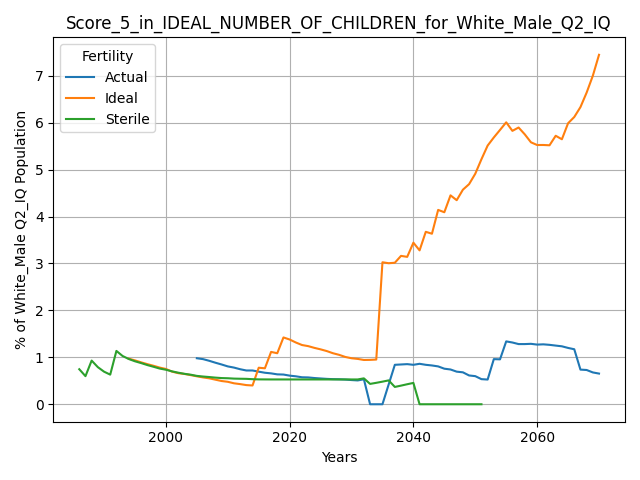 Score_5_in_IDEAL_NUMBER_OF_CHILDREN_for_White_Male_Q2_IQ
Fertility
Actual
Ideal
Sterile
% of White_Male Q2_IQ Population
7
6
5
4
3
2
1
0
2000 2020 2040 2060
Years